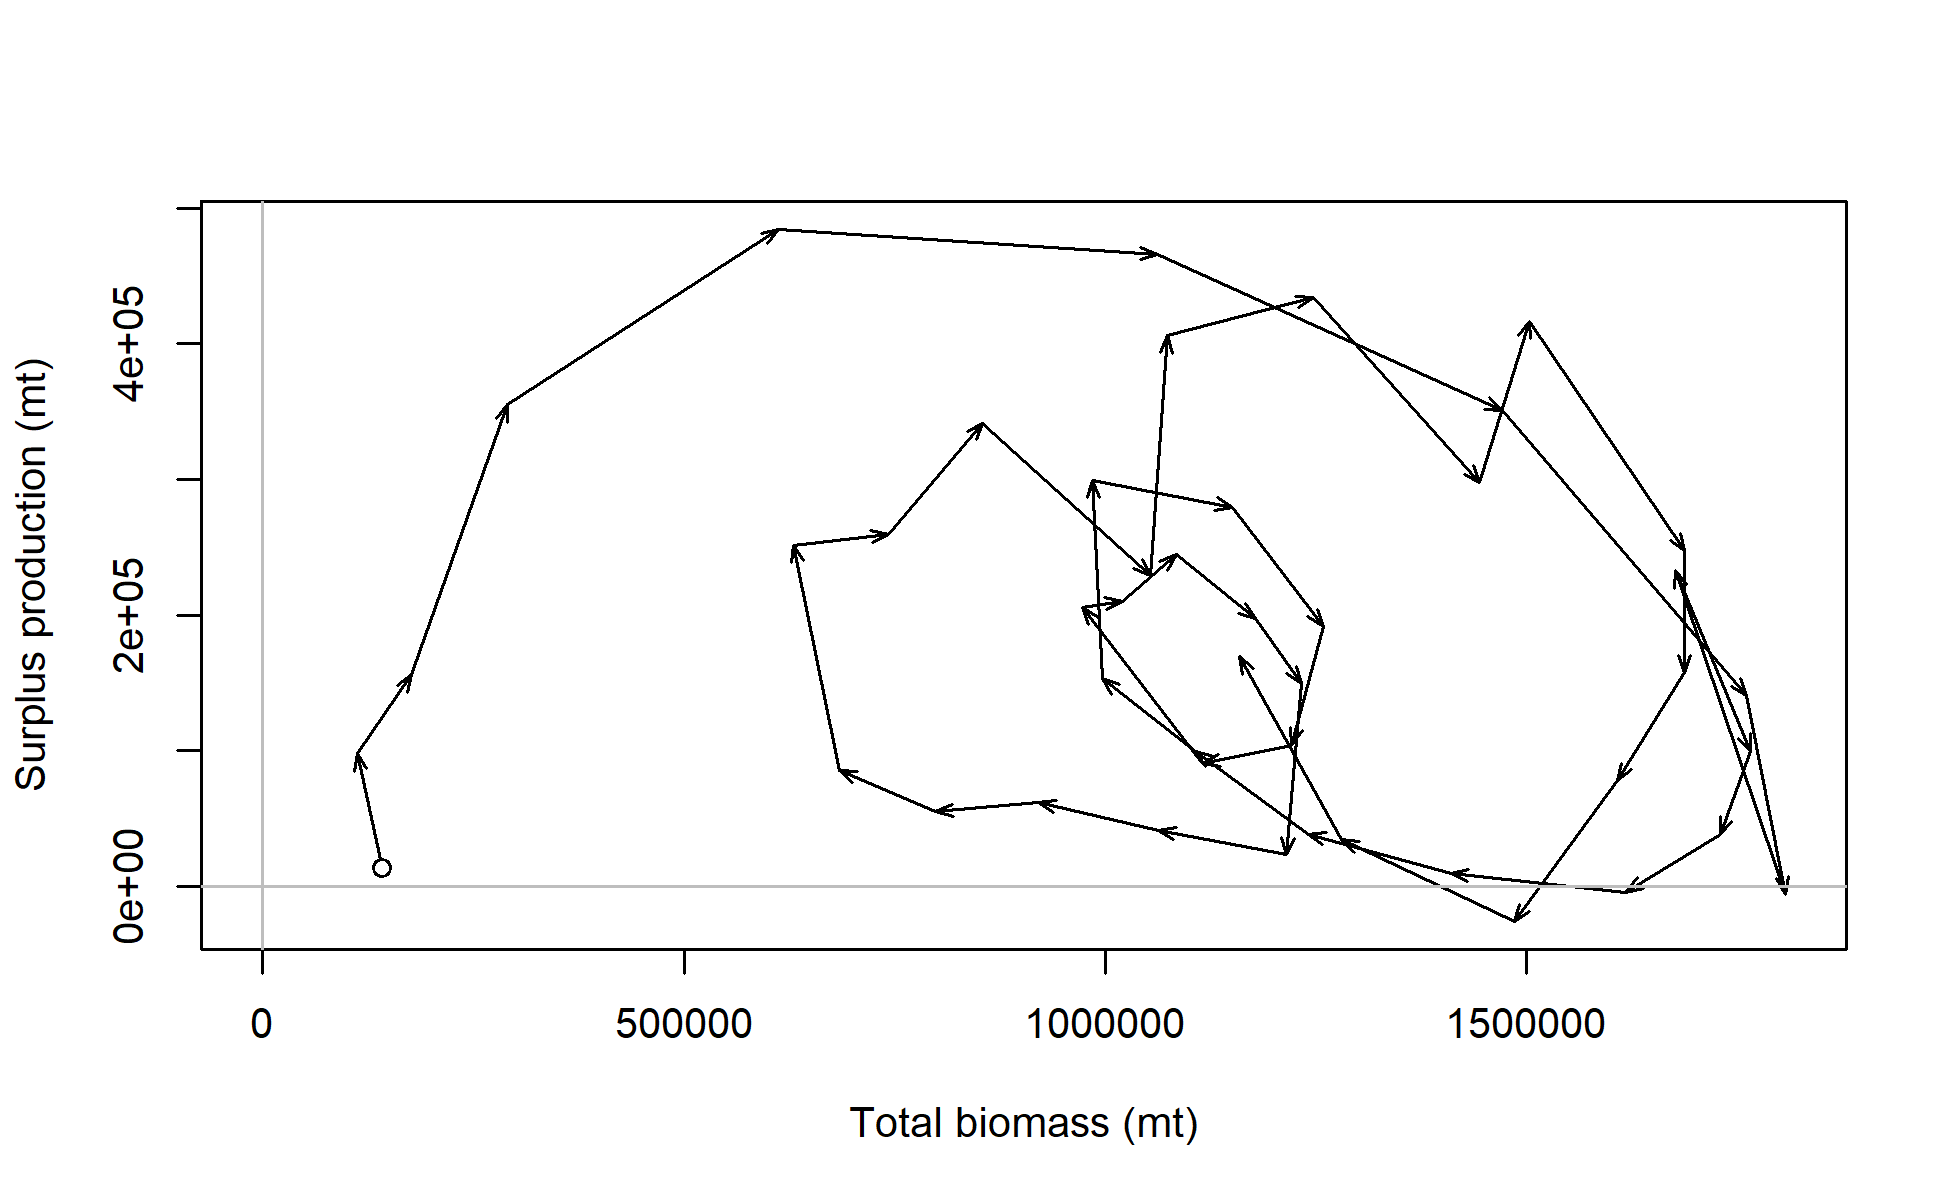 Surplus production (mt)
4e+05
2e+05
0e+00
0 500000 1000000 1500000
Total biomass (mt)